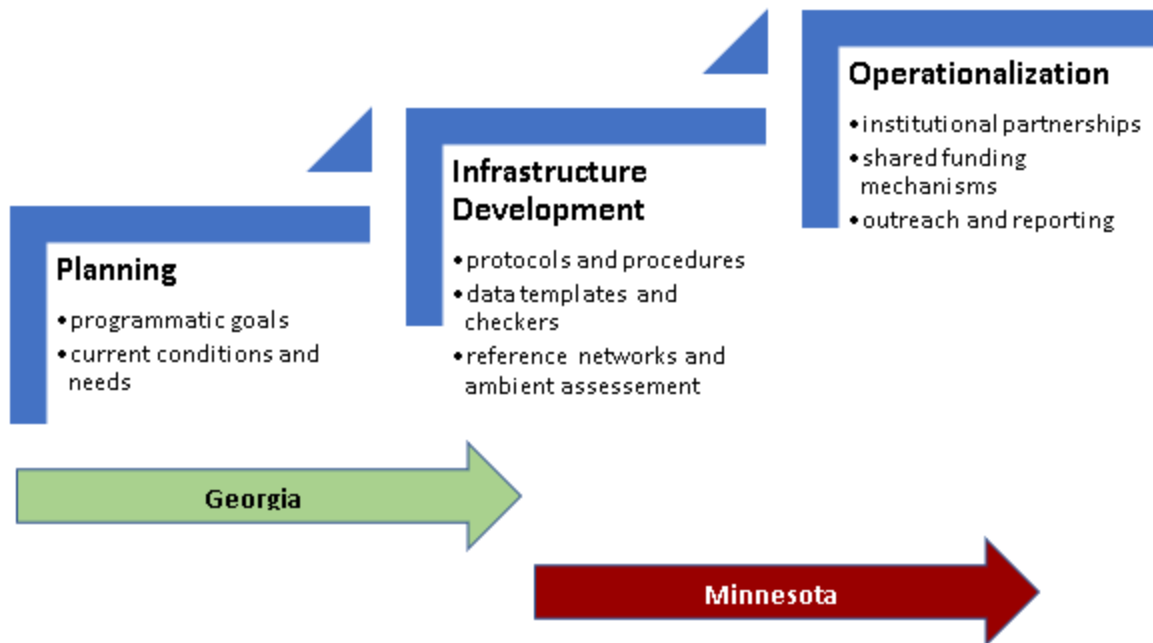 Planning
• programmatic goals
• current conditions and
needs
Infrastructure
Development
• protocols and procedures
• data templates and
checkers
• reference networks and
ambient assessement
Operationalization
• institutional partnerships
• shared funding
mechanisms
• outreach and reporting
Georgia
Minnesota